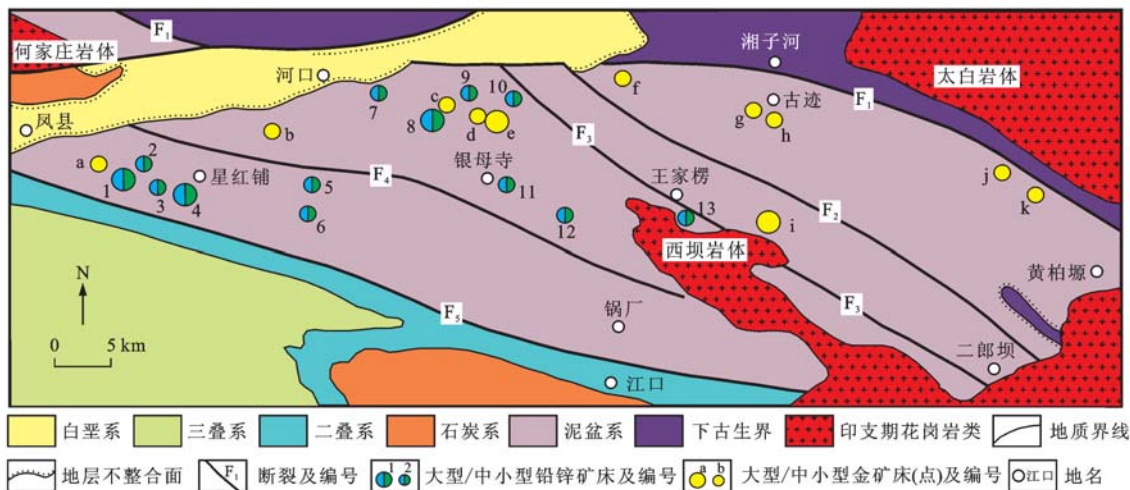 F₁
何家庄岩体
湘子河
太白岩体
河口
9
f
古迹
F₁
7
c
10
g
h
凤县
b
8
d
e
F₃
a
2
星红铺
F₄
银母寺
王家楞
j
1
3
4
5
11
k
6
12
13
i
F₂
西坝岩体
黄柏塬
N
F₅
锅厂
F₃
0 5 km
二郎坝
江口
白垩系 三叠系 二叠系 石炭系 泥盆系 下古生界 印支期花岗岩类 地质界线
地层不整合面 F₁ 断裂及编号 1 2 大型/中小型铅锌矿床及编号 a b 大型/中小型金矿床(点)及编号 江口 地名